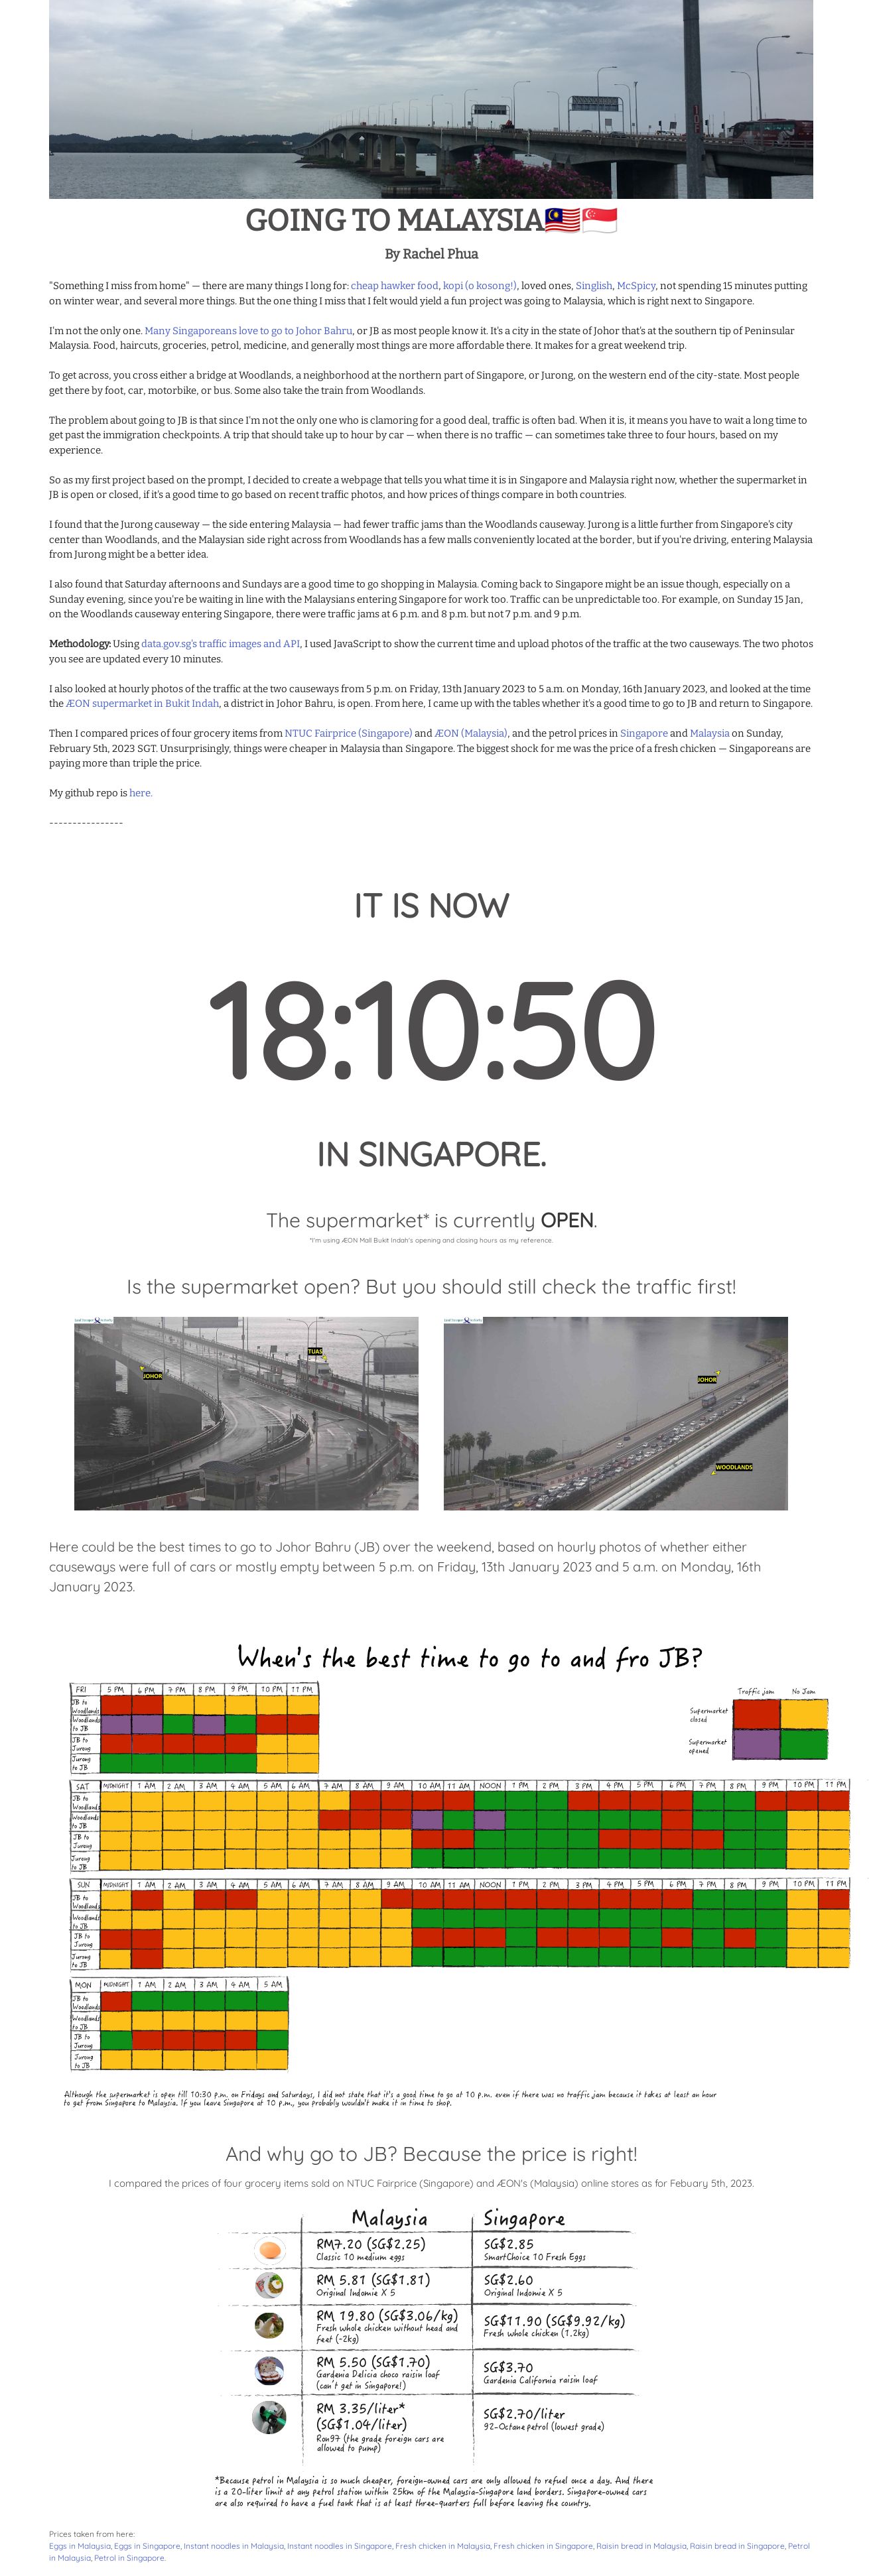 GOING TO MALAYSIA🇲🇾🇸🇬
By Rachel Phua
"Something I miss from home" — there are many things I long for: cheap hawker food, kopi (o kosong!), loved ones, Singlish, McSpicy, not spending 15 minutes putting
on winter wear, and several more things. But the one thing I miss that I felt would yield a fun project was going to Malaysia, which is right next to Singapore.
I'm not the only one. Many Singaporeans love to go to Johor Bahru, or JB as most people know it. It's a city in the state of Johor that's at the southern tip of Peninsular
Malaysia. Food, haircuts, groceries, petrol, medicine, and generally most things are more affordable there. It makes for a great weekend trip.
To get across, you cross either a bridge at Woodlands, a neighborhood at the northern part of Singapore, or Jurong, on the western end of the city-state. Most people
get there by foot, car, motorbike, or bus. Some also take the train from Woodlands.
The problem about going to JB is that since I'm not the only one who is clamoring for a good deal, traffic is often bad. When it is, it means you have to wait a long time to
get past the immigration checkpoints. A trip that should take up to hour by car — when there is no traffic — can sometimes take three to four hours, based on my
experience.
So as my first project based on the prompt, I decided to create a webpage that tells you what time it is in Singapore and Malaysia right now, whether the supermarket in
JB is open or closed, if it's a good time to go based on recent traffic photos, and how prices of things compare in both countries.
I found that the Jurong causeway — the side entering Malaysia — had fewer traffic jams than the Woodlands causeway. Jurong is a little further from Singapore's city
center than Woodlands, and the Malaysian side right across from Woodlands has a few malls conveniently located at the border, but if you're driving, entering Malaysia
from Jurong might be a better idea.
I also found that Saturday afternoons and Sundays are a good time to go shopping in Malaysia. Coming back to Singapore might be an issue though, especially on a
Sunday evening, since you're be waiting in line with the Malaysians entering Singapore for work too. Traffic can be unpredictable too. For example, on Sunday 15 Jan,
on the Woodlands causeway entering Singapore, there were traffic jams at 6 p.m. and 8 p.m. but not 7 p.m. and 9 p.m.
Methodology: Using data.gov.sg's traffic images and API, I used JavaScript to show the current time and upload photos of the traffic at the two causeways. The two photos
you see are updated every 10 minutes.
I also looked at hourly photos of the traffic at the two causeways from 5 p.m. on Friday, 13th January 2023 to 5 a.m. on Monday, 16th January 2023, and looked at the time
the ÆON supermarket in Bukit Indah, a district in Johor Bahru, is open. From here, I came up with the tables whether it's a good time to go to JB and return to Singapore.
Then I compared prices of four grocery items from NTUC Fairprice (Singapore) and ÆON (Malaysia), and the petrol prices in Singapore and Malaysia on Sunday,
February 5th, 2023 SGT. Unsurprisingly, things were cheaper in Malaysia than Singapore. The biggest shock for me was the price of a fresh chicken — Singaporeans are
paying more than triple the price.
My github repo is here.
---------------
IT IS NOW
18:10:50
IN SINGAPORE.
The supermarket* is currently OPEN.
*I'm using ÆON Mall Bukit Indah's opening and closing hours as my reference.
Is the supermarket open? But you should still check the traffic first!
JOHOR
TUAS
JOHOR
WOODLANDS
Here could be the best times to go to Johor Bahru (JB) over the weekend, based on hourly photos of whether either
causeways were full of cars or mostly empty between 5 p.m. on Friday, 13th January 2023 and 5 a.m. on Monday, 16th
January 2023.
When's the best time to go to and fro JB?
Traffic jam No Jam
Supermarket closed
Supermarket opened
FRI 5 PM 6 PM 7 PM 8 PM 9 PM 10 PM 11 PM
JB to Woodlands
Woodlands to JB
JB to Jurong
Jurong to JB
SAT MIDNIGHT 1 AM 2 AM 3 AM 4 AM 5 AM 6 AM 7 AM 8 AM 9 AM 10 AM 11 AM NOON 1 PM 2 PM 3 PM 4 PM 5 PM 6 PM 7 PM 8 PM 9 PM 10 PM 11 PM
JB to Woodlands
Woodlands to JB
JB to Jurong
Jurong to JB
SUN MIDNIGHT 1 AM 2 AM 3 AM 4 AM 5 AM 6 AM 7 AM 8 AM 9 AM 10 AM 11 AM NOON 1 PM 2 PM 3 PM 4 PM 5 PM 6 PM 7 PM 8 PM 9 PM 10 PM 11 PM
JB to Woodlands
Woodlands to JB
JB to Jurong
Jurong to JB
MON MIDNIGHT 1 AM 2 AM 3 AM 4 AM 5 AM
JB to Woodlands
Woodlands to JB
JB to Jurong
Jurong to JB
Although the supermarket is open till 10:30 p.m. on Fridays and Saturdays, I did not state that it's a good time to go at 10 p.m. even if there was no traffic jam because it takes at least an hour
to get from Singapore to Malaysia. If you leave Singapore at 10 p.m., you probably wouldn't make it in time to shop.
And why go to JB? Because the price is right!
I compared the prices of four grocery items sold on NTUC Fairprice (Singapore) and ÆON's (Malaysia) online stores as for Febuary 5th, 2023.
Malaysia Singapore
RM7.20 (SG$2.25) SG$2.85
Classic 10 medium eggs SmartChoice 10 Fresh Eggs
RM 5.81 (SG$1.81) SG$2.60
Original Indomie X 5 Original Indomie X 5
RM 19.80 (SG$3.06/kg) SG$11.90 (SG$9.92/kg)
Fresh whole chicken without head and Fresh whole chicken (1.2kg)
feet (~2kg)
RM 5.50 (SG$1.70) SG$3.70
Gardenia Delicia choco raisin loaf Gardenia California raisin loaf
(can't get in Singapore!)
RM 3.35/liter* SG$2.70/liter
(SG$1.04/liter) 92-Octane petrol (lowest grade)
Ron97 (the grade foreign cars are
allowed to pump)
*Because petrol in Malaysia is so much cheaper, foreign-owned cars are only allowed to refuel once a day. And there
is a 20-liter limit at any petrol station within 25km of the Malaysia-Singapore land borders. Singapore-owned cars
are also required to have a fuel tank that is at least three-quarters full before leaving the country.
Prices taken from here:
Eggs in Malaysia, Eggs in Singapore, Instant noodles in Malaysia, Instant noodles in Singapore, Fresh chicken in Malaysia, Fresh chicken in Singapore, Raisin bread in Malaysia, Raisin bread in Singapore, Petrol
in Malaysia, Petrol in Singapore.